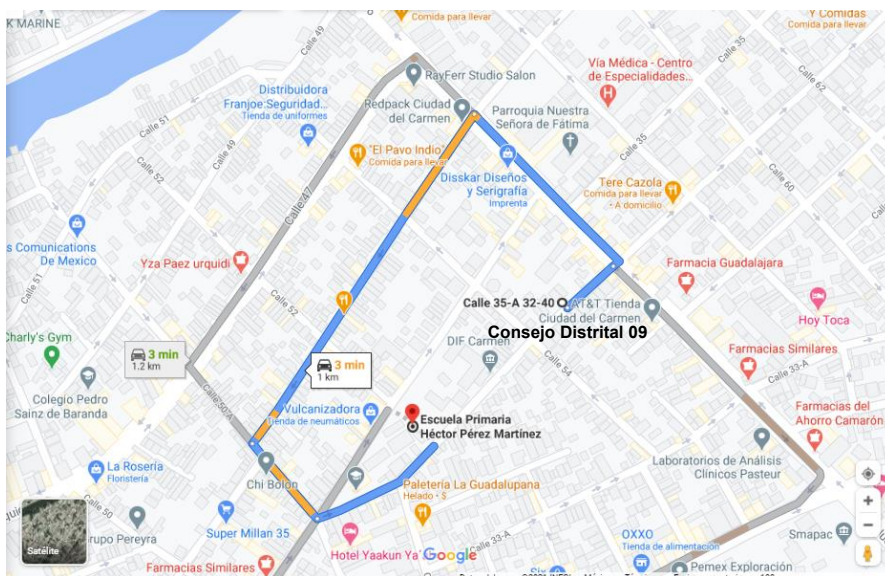 K MARINE
Calle 49
Comida para llevar
Y Comidas
Comida para llevar
Calle 35
Calle 62
Vía Médica - Centro
de Especialidades...
RayFerr Studio Salon
Distribuidora
Franjoe:Seguridad...
Tienda de uniformes
Redpack Ciudad
del Carmen
Parroquia Nuestra
Señora de Fátima
Calle 51
Calle 49
Calle 52
"El Pavo Indio"
Comida para llevar
Calle 35
Calle 60
Disskar Diseños
y Serigrafía
Imprenta
Tere Cazola
Comida para llevar
- A domicilio
Calle 47
s Comunications
De Mexico
Yza Paez urquidi
Farmacia Guadalajara
Calle 51
Calle 52
Calle 35-A 32-40
AT&T Tienda
Ciudad del Carmen
Hoy Toca
Consejo Distrital 09
Charly's Gym
DIF Carmen
3 min
1.2 km
3 min
1 km
Calle 54
Calle 33-A
Farmacias Similares
Colegio Pedro
Sainz de Baranda
Calle 50-A
Vulcanizadora
Tienda de neumáticos
Escuela Primaria
Héctor Pérez Martínez
Farmacias del
Ahorro Camarón
La Rosería
Floristería
Chi Bolon
Laboratorios de Análisis
Clínicos Pasteur
Paletería La Guadalupana
Helado - $
Calle 50
Satélite
Grupo Pereyra
Super Millan 35
Calle 33-A
OXXO
Tienda de alimentación
Smapac
Hotel Yaakun Ya'
Google
Farmacias Similares
Six
Pemex Exploración